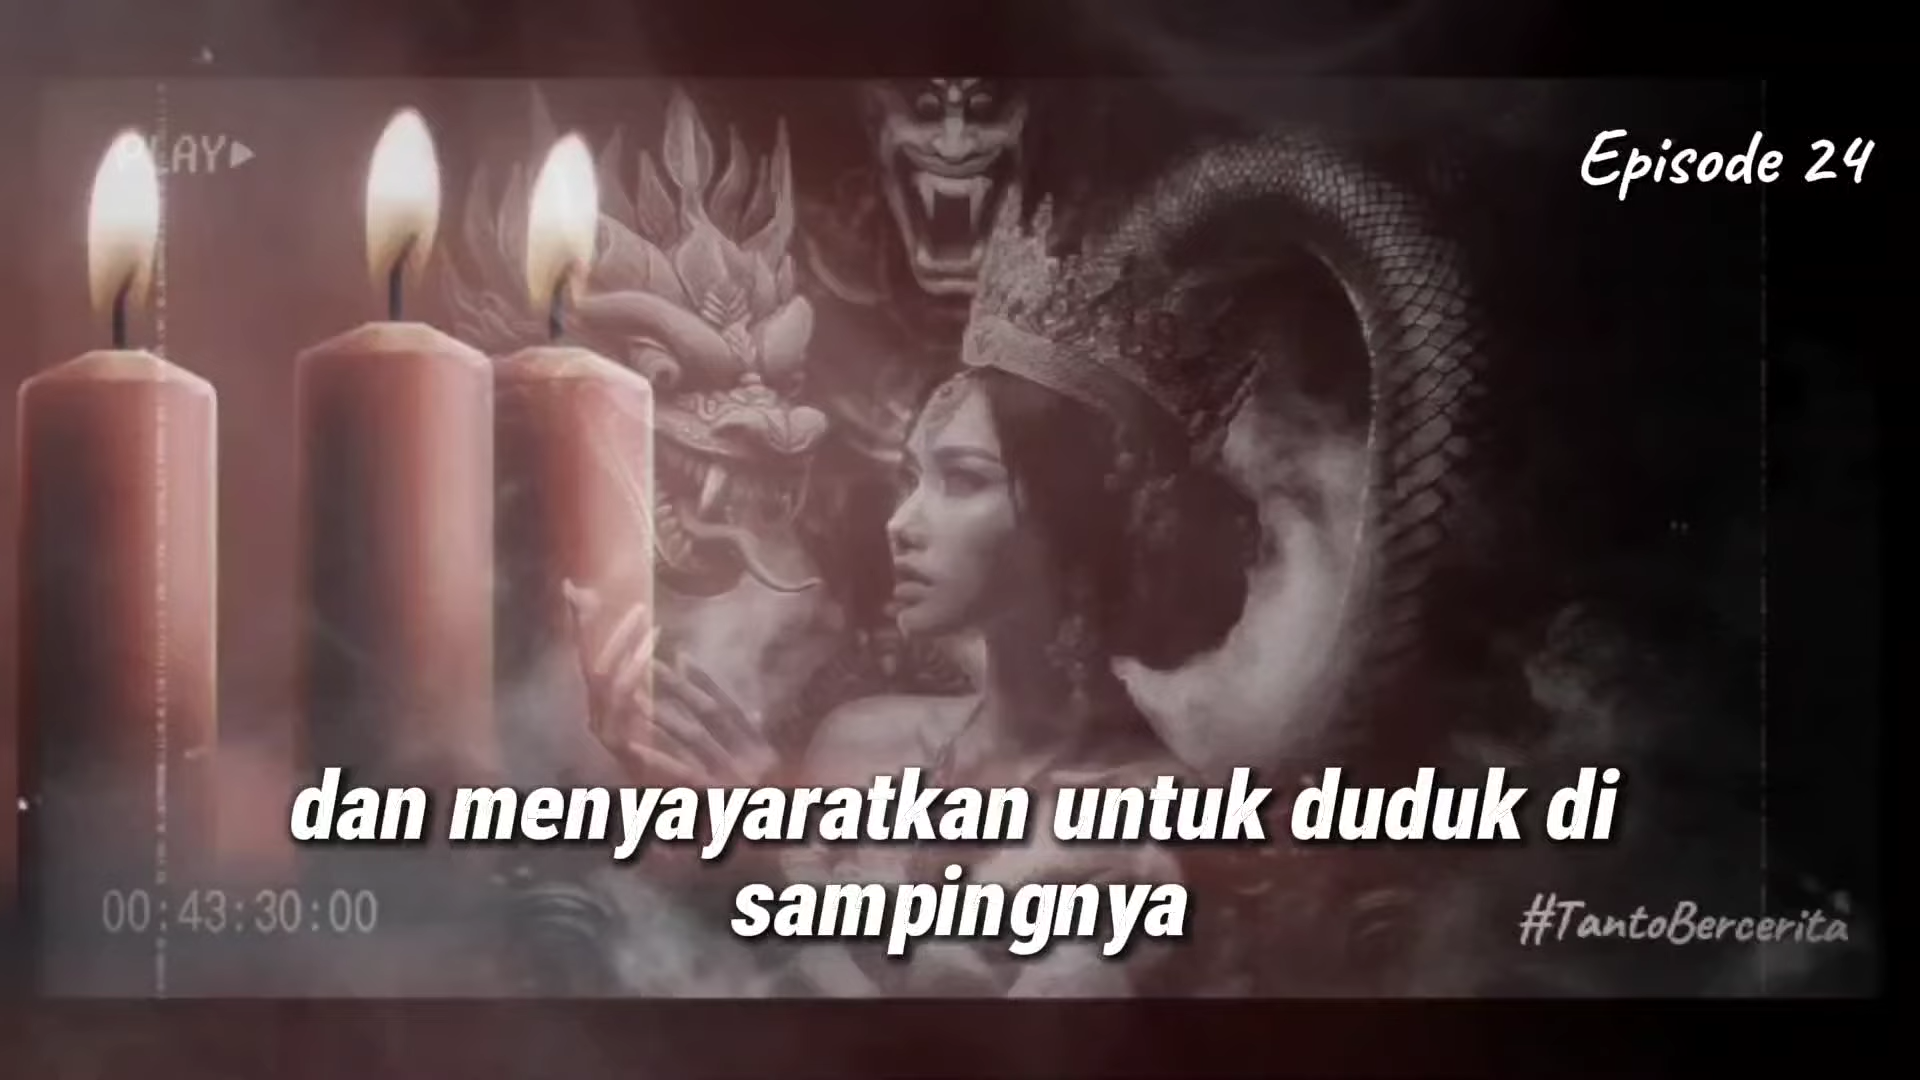 PLAY
Episode 24
dan menyayaratkan untuk duduk di
sampingnya
00:43:30:00
#TantoBercerita